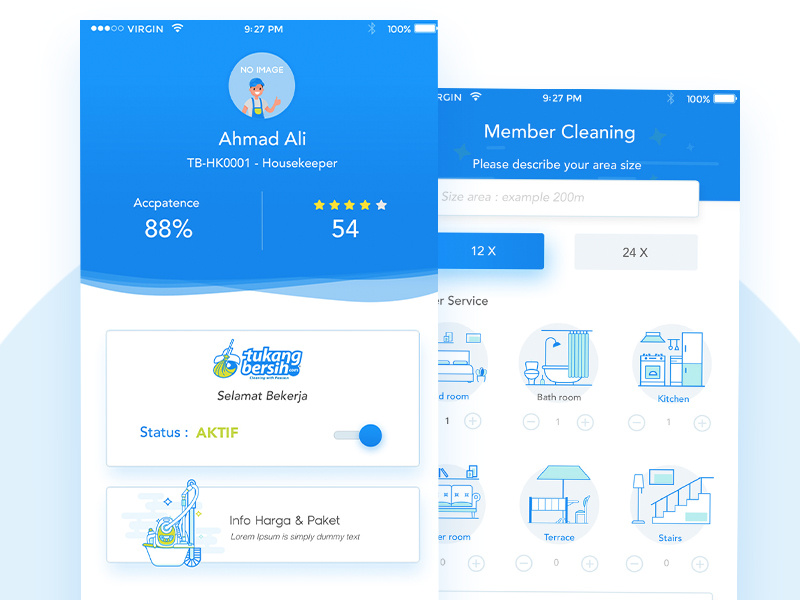 VIRGIN
9:27 PM
100%
NO IMAGE
Ahmad Ali
TB-HK0001 - Housekeeper
Accpatence
88%
54
tukang
bersih.com
Cleaning with Passion
Selamat Bekerja
Status : AKTIF
Info Harga & Paket
Lorem Ipsum is simply dummy text
RGIN
9:27 PM
100%
Member Cleaning
Please describe your area size
Size area : example 200m
12 X
24 X
er Service
d room
Bath room
Kitchen
1
1
1
er room
Terrace
Stairs
0
0
0